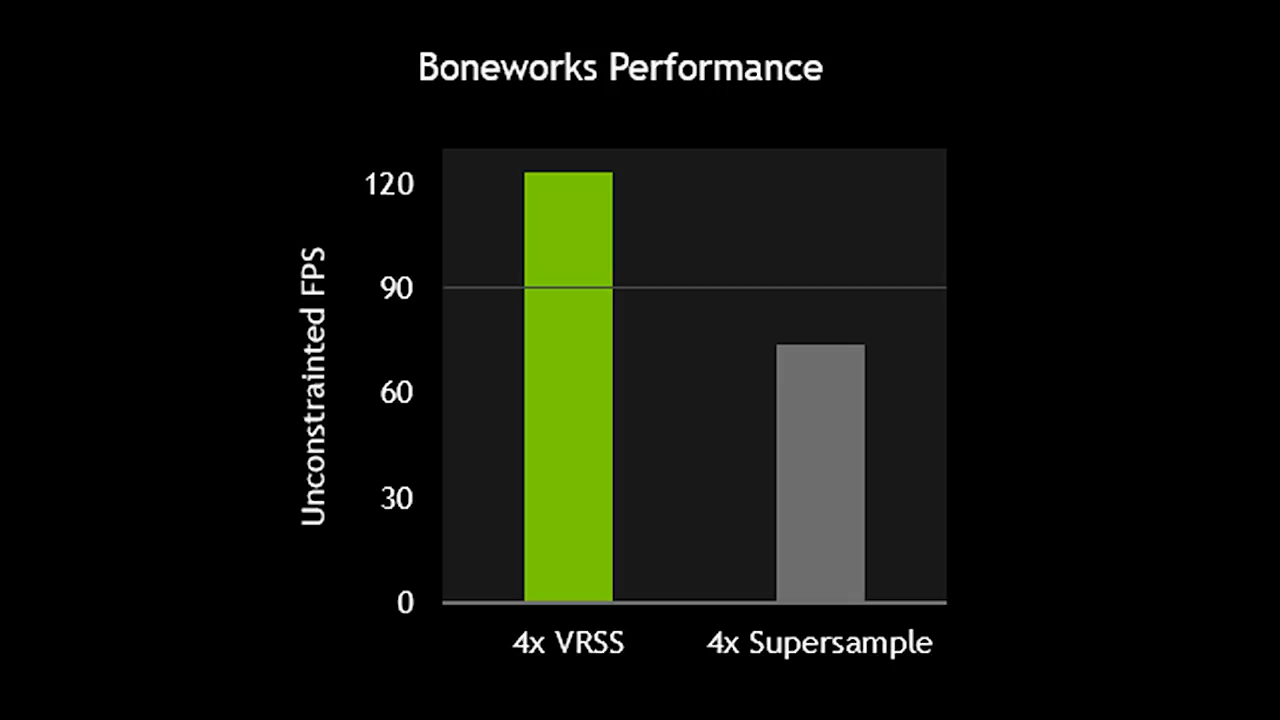 Boneworks Performance
120
90
60
30
0
Unconstrainted FPS
4x VRSS
4x Supersample